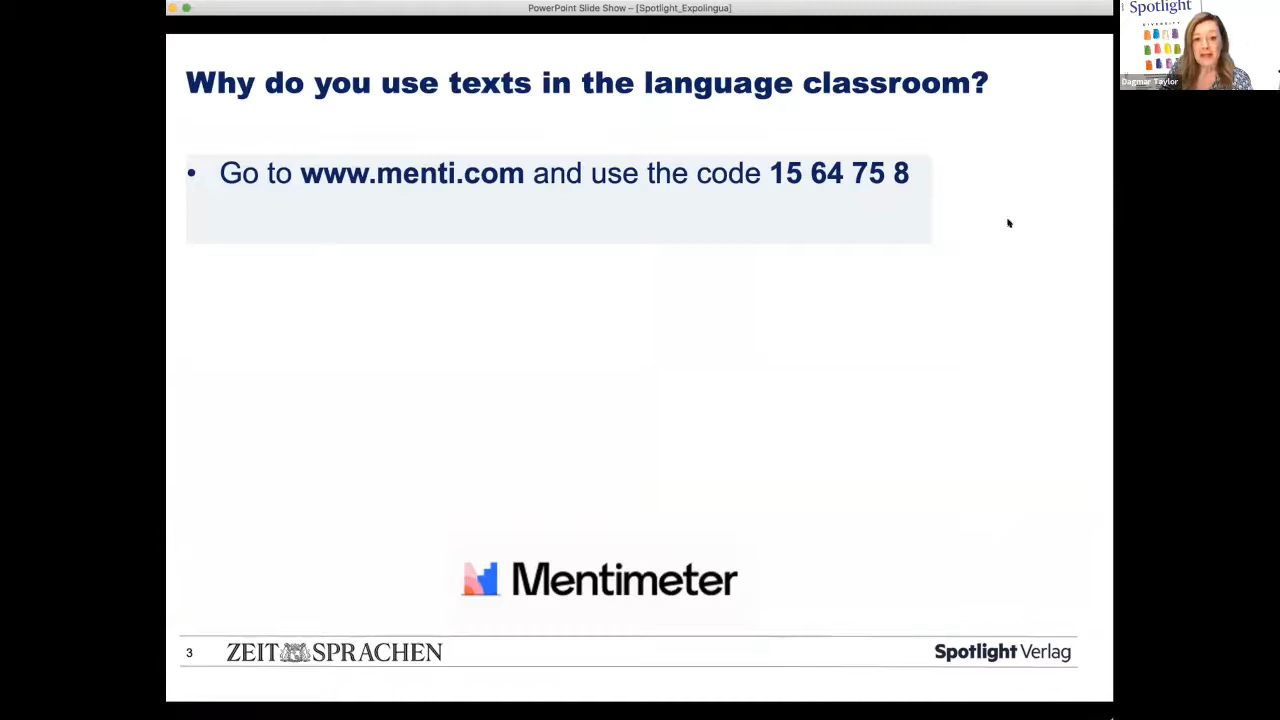 PowerPoint Slide Show – [Spotlight_Expolingua]
Spotlight
DIVERSITY
Dagmar Taylor
Why do you use texts in the language classroom?
• Go to www.menti.com and use the code 15 64 75 8
Mentimeter
3 ZEIT SPRACHEN Spotlight Verlag